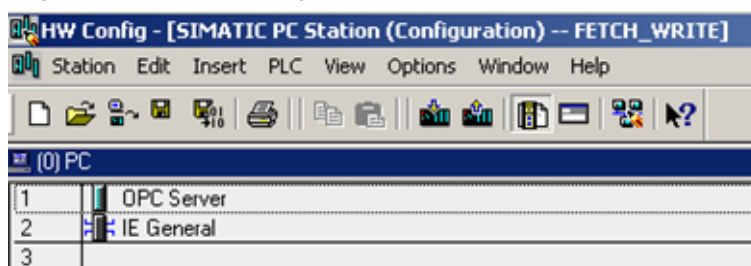 HW Config - [SIMATIC PC Station (Configuration) -- FETCH_WRITE]
Station Edit Insert PLC View Options Window Help
(0) PC
1 OPC Server
2 IE General
3